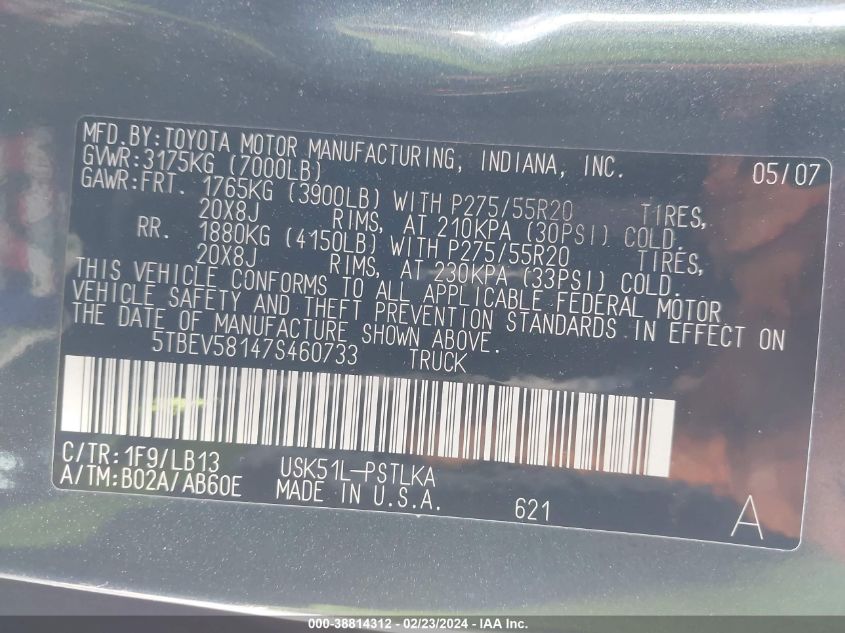 MFD.BY:TOYOTA MOTOR MANUFACTURING, INDIANA, INC. 05/07
GVWR:3175KG (7000LB)
GAWR:FRT. 1765KG (3900LB) WITH P275/55R20 TIRES,
20X8J RIMS, AT 210KPA (30PSI) COLD.
RR. 1880KG (4150LB) WITH P275/55R20 TIRES,
20X8J RIMS, AT 230KPA (33PSI) COLD.
THIS VEHICLE CONFORMS TO ALL APPLICABLE FEDERAL MOTOR
VEHICLE SAFETY AND THEFT PREVENTION STANDARDS IN EFFECT ON
THE DATE OF MANUFACTURE SHOWN ABOVE.
5TBEV58147S460733 TRUCK
C/TR:1F9/LB13 USK51L-PSTLKA
A/TM:B02A/AB60E MADE IN U.S.A. 621 A
000-38814312 - 02/23/2024 - IAA Inc.